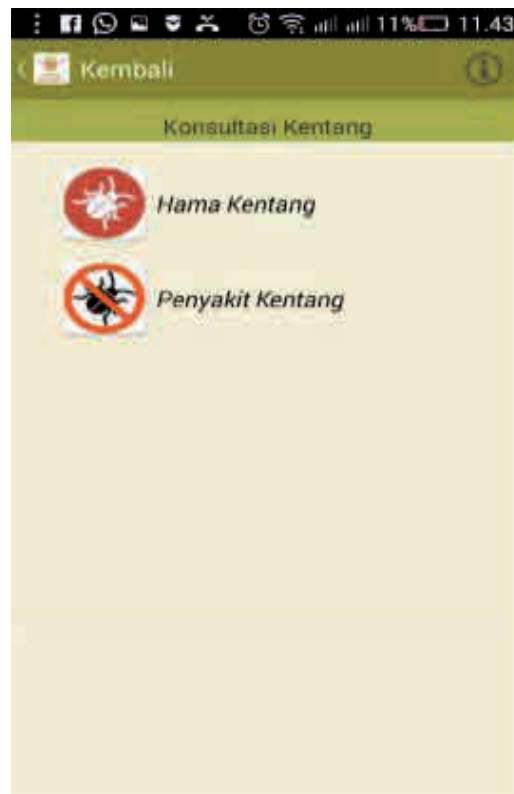 11% 11.43
Kembali
Konsultasi Kentang
Hama Kentang
Penyakit Kentang